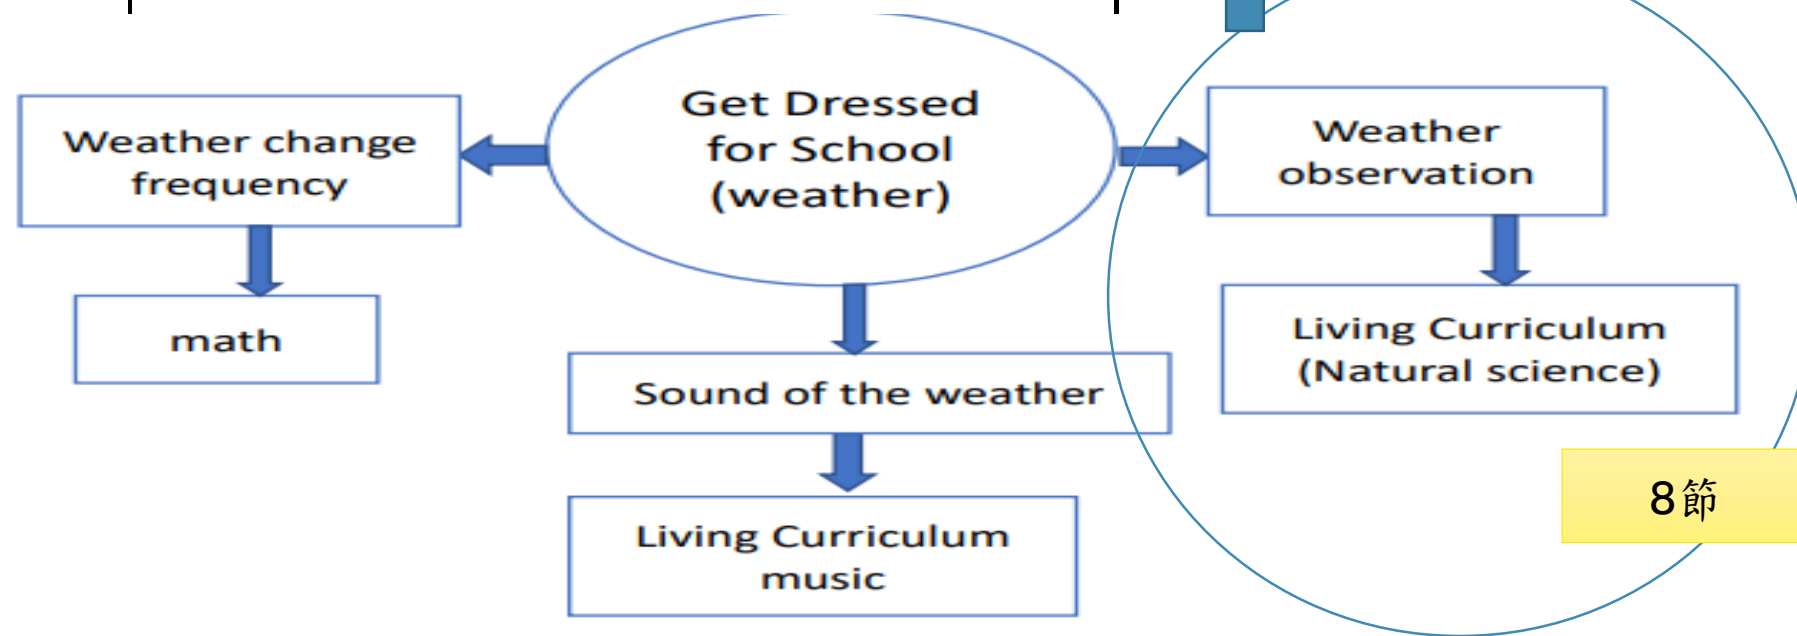 Get Dressed
for School
(weather)
Weather change
frequency
math
Sound of the weather
Living Curriculum
music
Weather
observation
Living Curriculum
(Natural science)
8節